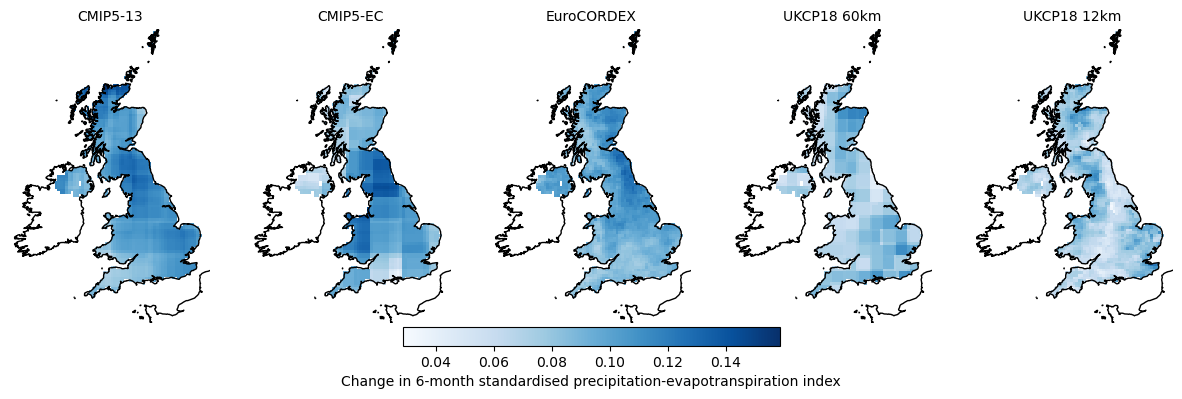 CMIP5-13 CMIP5-EC EuroCORDEX UKCP18 60km UKCP18 12km
0.04 0.06 0.08 0.10 0.12 0.14
Change in 6-month standardised precipitation-evapotranspiration index